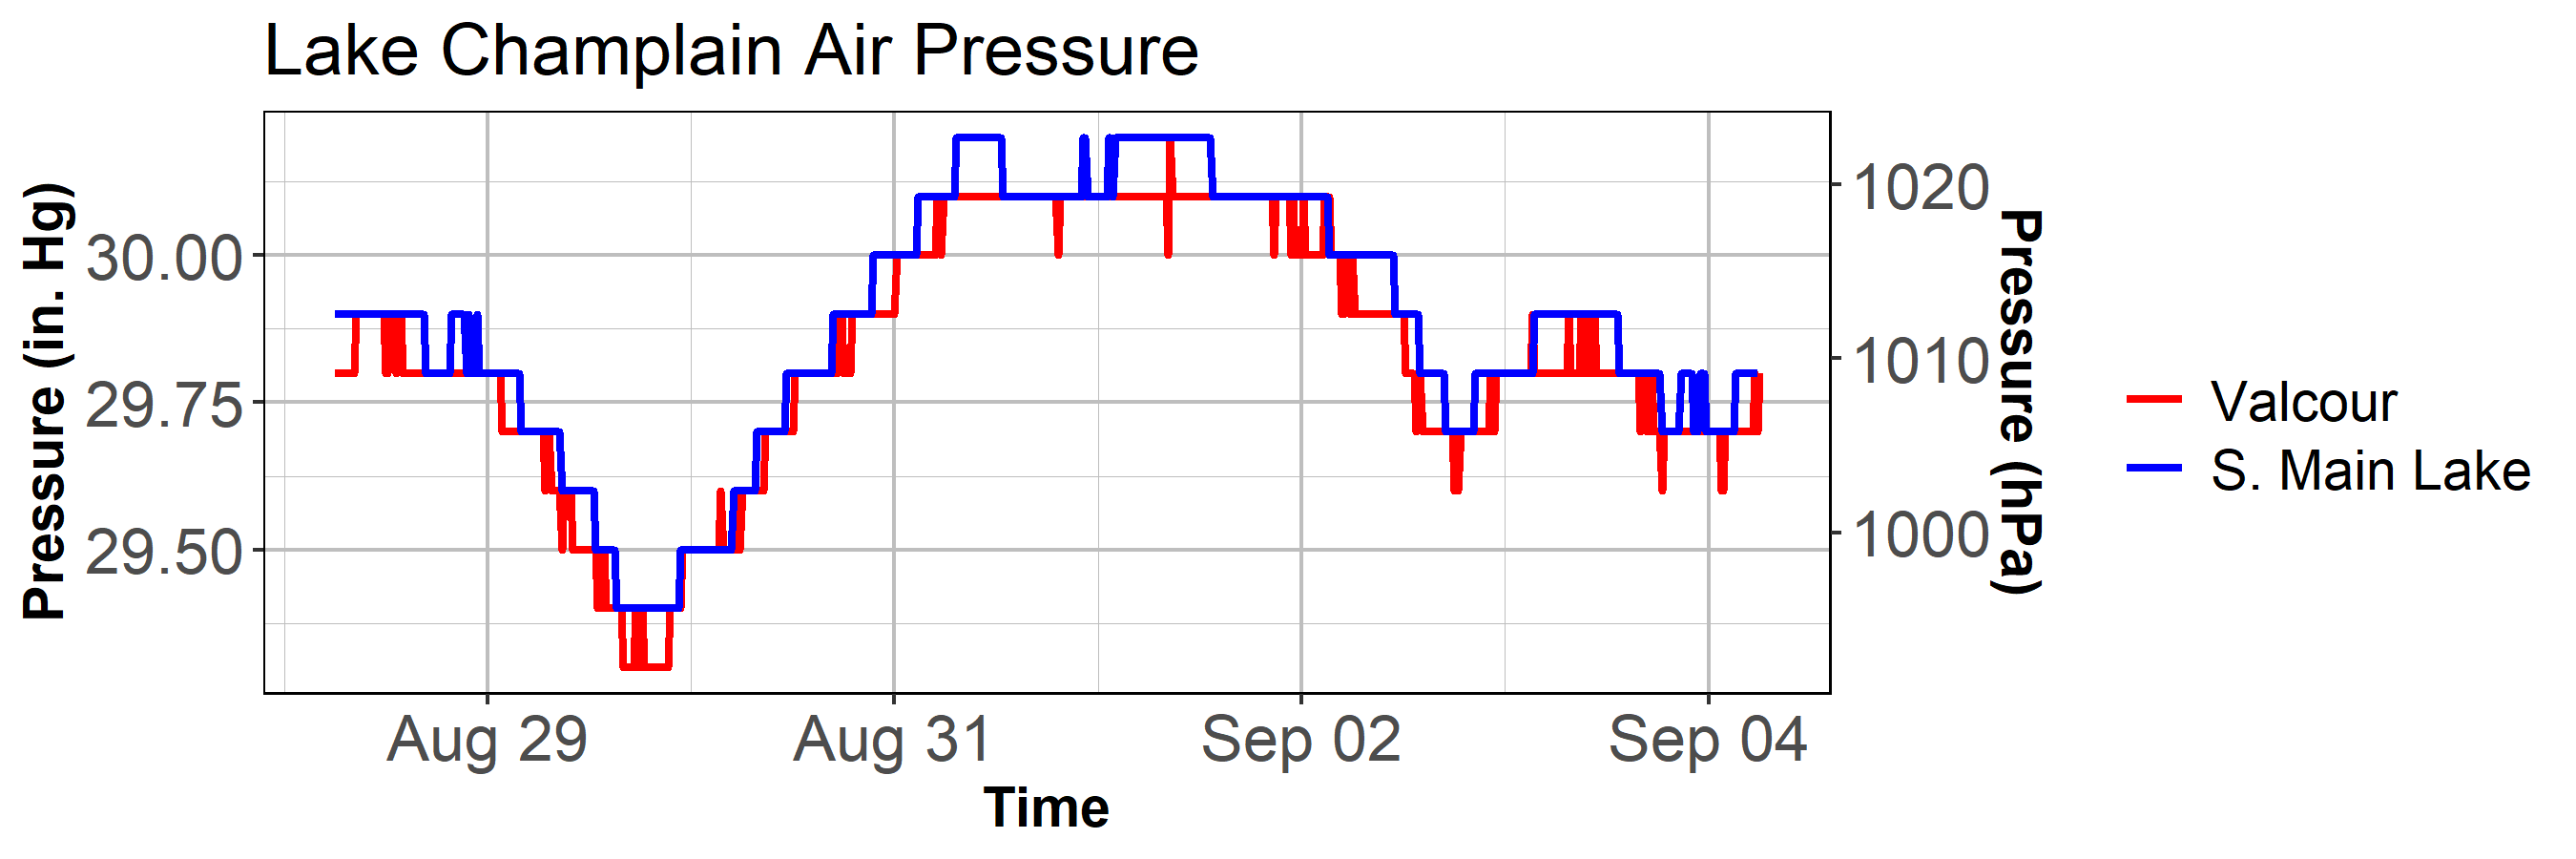 Lake Champlain Air Pressure
Pressure (in. Hg)
30.00
29.75
29.50
1020
1010
1000
Pressure (hPa)
Aug 29
Aug 31
Sep 02
Sep 04
Time
Valcour
S. Main Lake